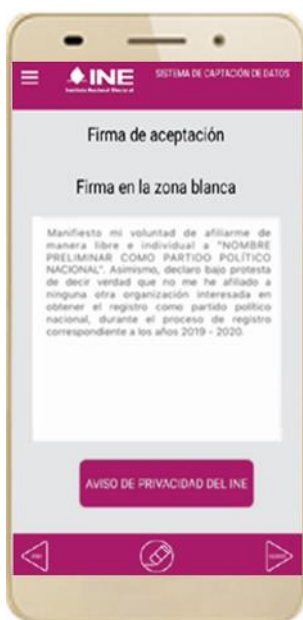 INE
Instituto Nacional Electoral
SISTEMA DE CAPTACIÓN DE DATOS
Firma de aceptación
Firma en la zona blanca
Manifiesto mi voluntad de afiliarme de
manera libre e individual a "NOMBRE
PRELIMINAR COMO PARTIDO POLÍTICO
NACIONAL". Asimismo, declaro bajo protesta
de decir verdad que no me he afiliado a
ninguna otra organización interesada en
obtener el registro como partido político
nacional, durante el proceso de registro
correspondiente a los años 2019 - 2020.
AVISO DE PRIVACIDAD DEL INE